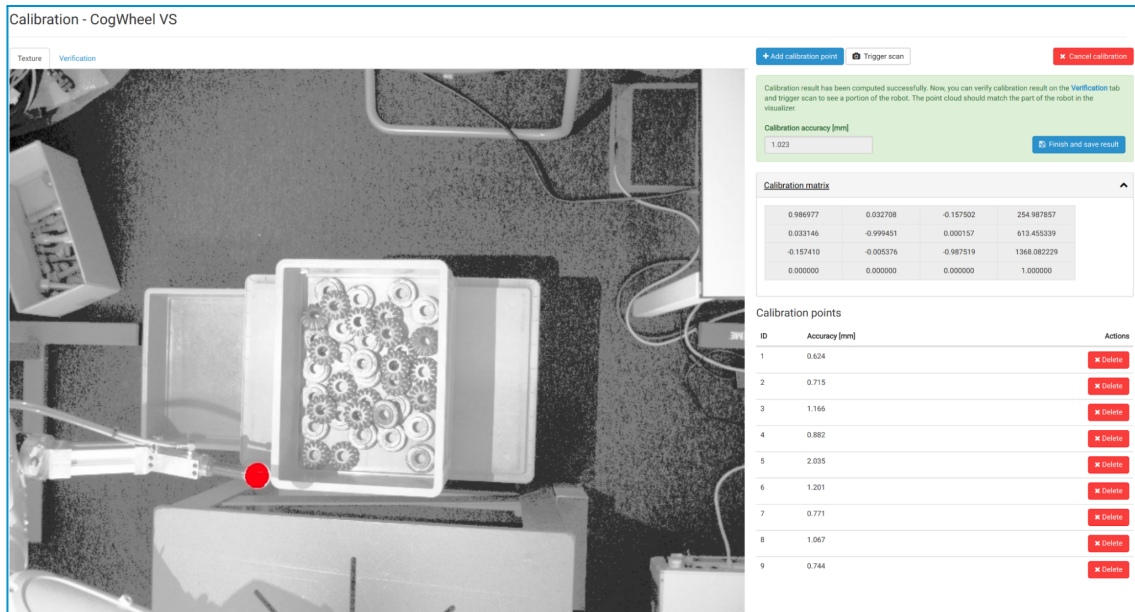 Calibration - CogWheel VS
Texture
Verification
Add calibration point
Trigger scan
Cancel calibration
Calibration result has been computed successfully. Now, you can verify calibration result on the Verification tab
and trigger scan to see a portion of the robot. The point cloud should match the part of the robot in the
visualizer.
Calibration accuracy [mm]
1.023
Finish and save result
Calibration matrix
0.986977 0.032708 -0.157502 254.987857
0.033146 -0.999451 0.000157 613.455339
-0.157410 -0.005376 -0.987519 1368.082229
0.000000 0.000000 0.000000 1.000000
Calibration points
ID Accuracy [mm] Actions
1 0.624 Delete
2 0.715 Delete
3 1.166 Delete
4 0.882 Delete
5 2.035 Delete
6 1.201 Delete
7 0.771 Delete
8 1.067 Delete
9 0.744 Delete